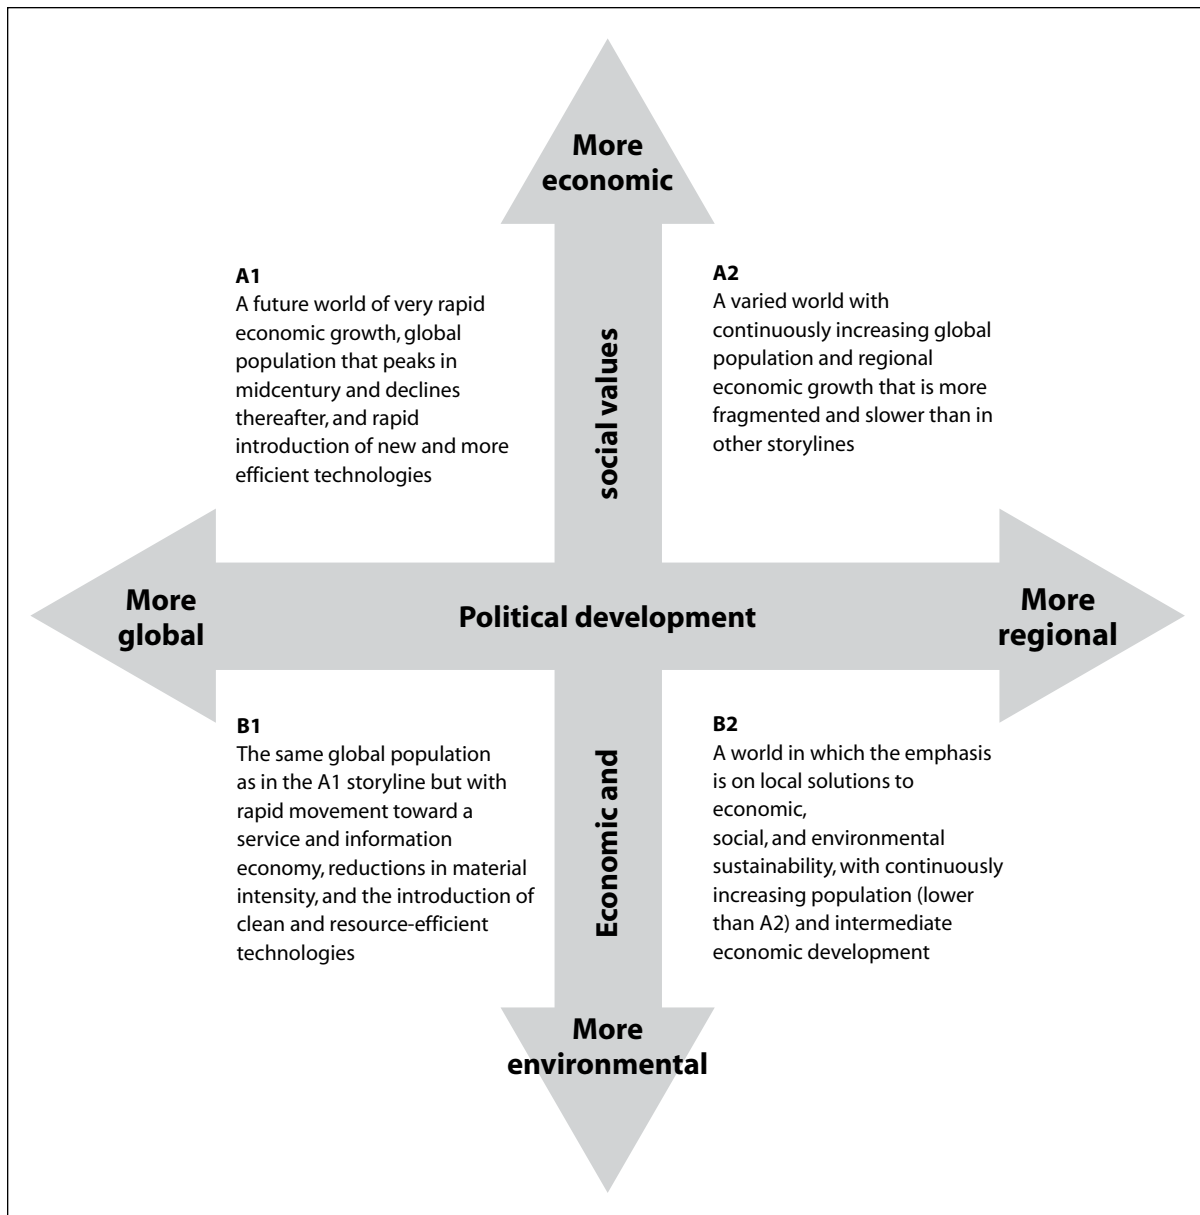 More
economic
A1
A future world of very rapid
economic growth, global
population that peaks in
midcentury and declines
thereafter, and rapid
introduction of new and more
efficient technologies
social values
A2
A varied world with
continuously increasing global
population and regional
economic growth that is more
fragmented and slower than in
other storylines
More
global
Political development
More
regional
B1
The same global population
as in the A1 storyline but with
rapid movement toward a
service and information
economy, reductions in material
intensity, and the introduction of
clean and resource-efficient
technologies
Economic and
B2
A world in which the emphasis
is on local solutions to
economic,
social, and environmental
sustainability, with continuously
increasing population (lower
than A2) and intermediate
economic development
More
environmental